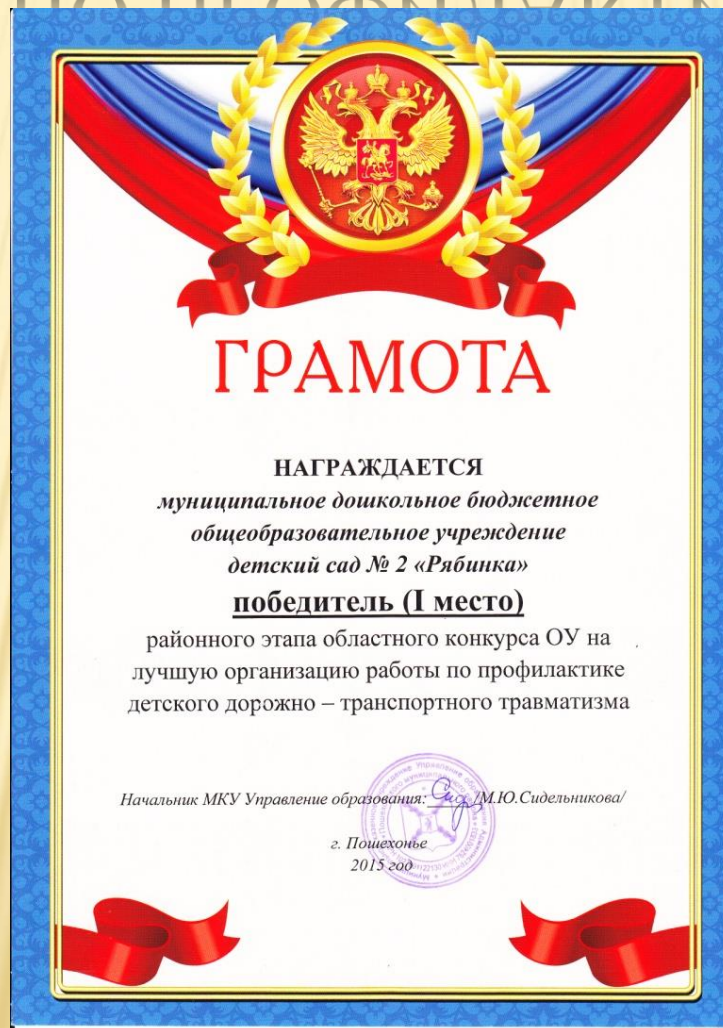 ГРАМОТА
НАГРАЖДАЕТСЯ
муниципальное дошкольное бюджетное
общеобразовательное учреждение
детский сад № 2 «Рябинка»
победитель (I место)
районного этапа областного конкурса ОУ на
лучшую организацию работы по профилактике
детского дорожно – транспортного травматизма
Начальник МКУ Управление образования: /М.Ю.Сидельникова/
г. Пошехонье
2015 год